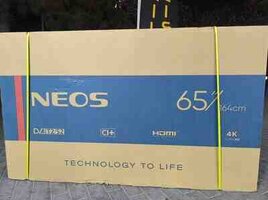 NEOS 65" 164cm
CI+ HDMI 4K
TECHNOLOGY TO LIFE